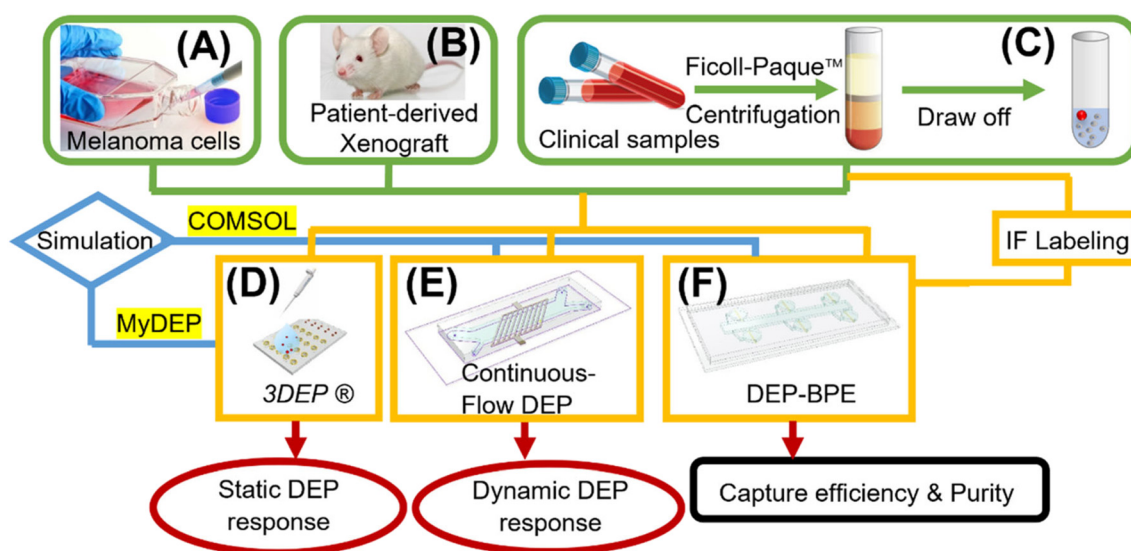 (A)
Melanoma cells
(B)
Patient-derived
Xenograft
(C)
Ficoll-Paque™
Centrifugation
Clinical samples
Draw off
Simulation
COMSOL
MyDEP
IF Labeling
(D)
3DEP ®
(E)
Continuous-
Flow DEP
(F)
DEP-BPE
Static DEP
response
Dynamic DEP
response
Capture efficiency & Purity